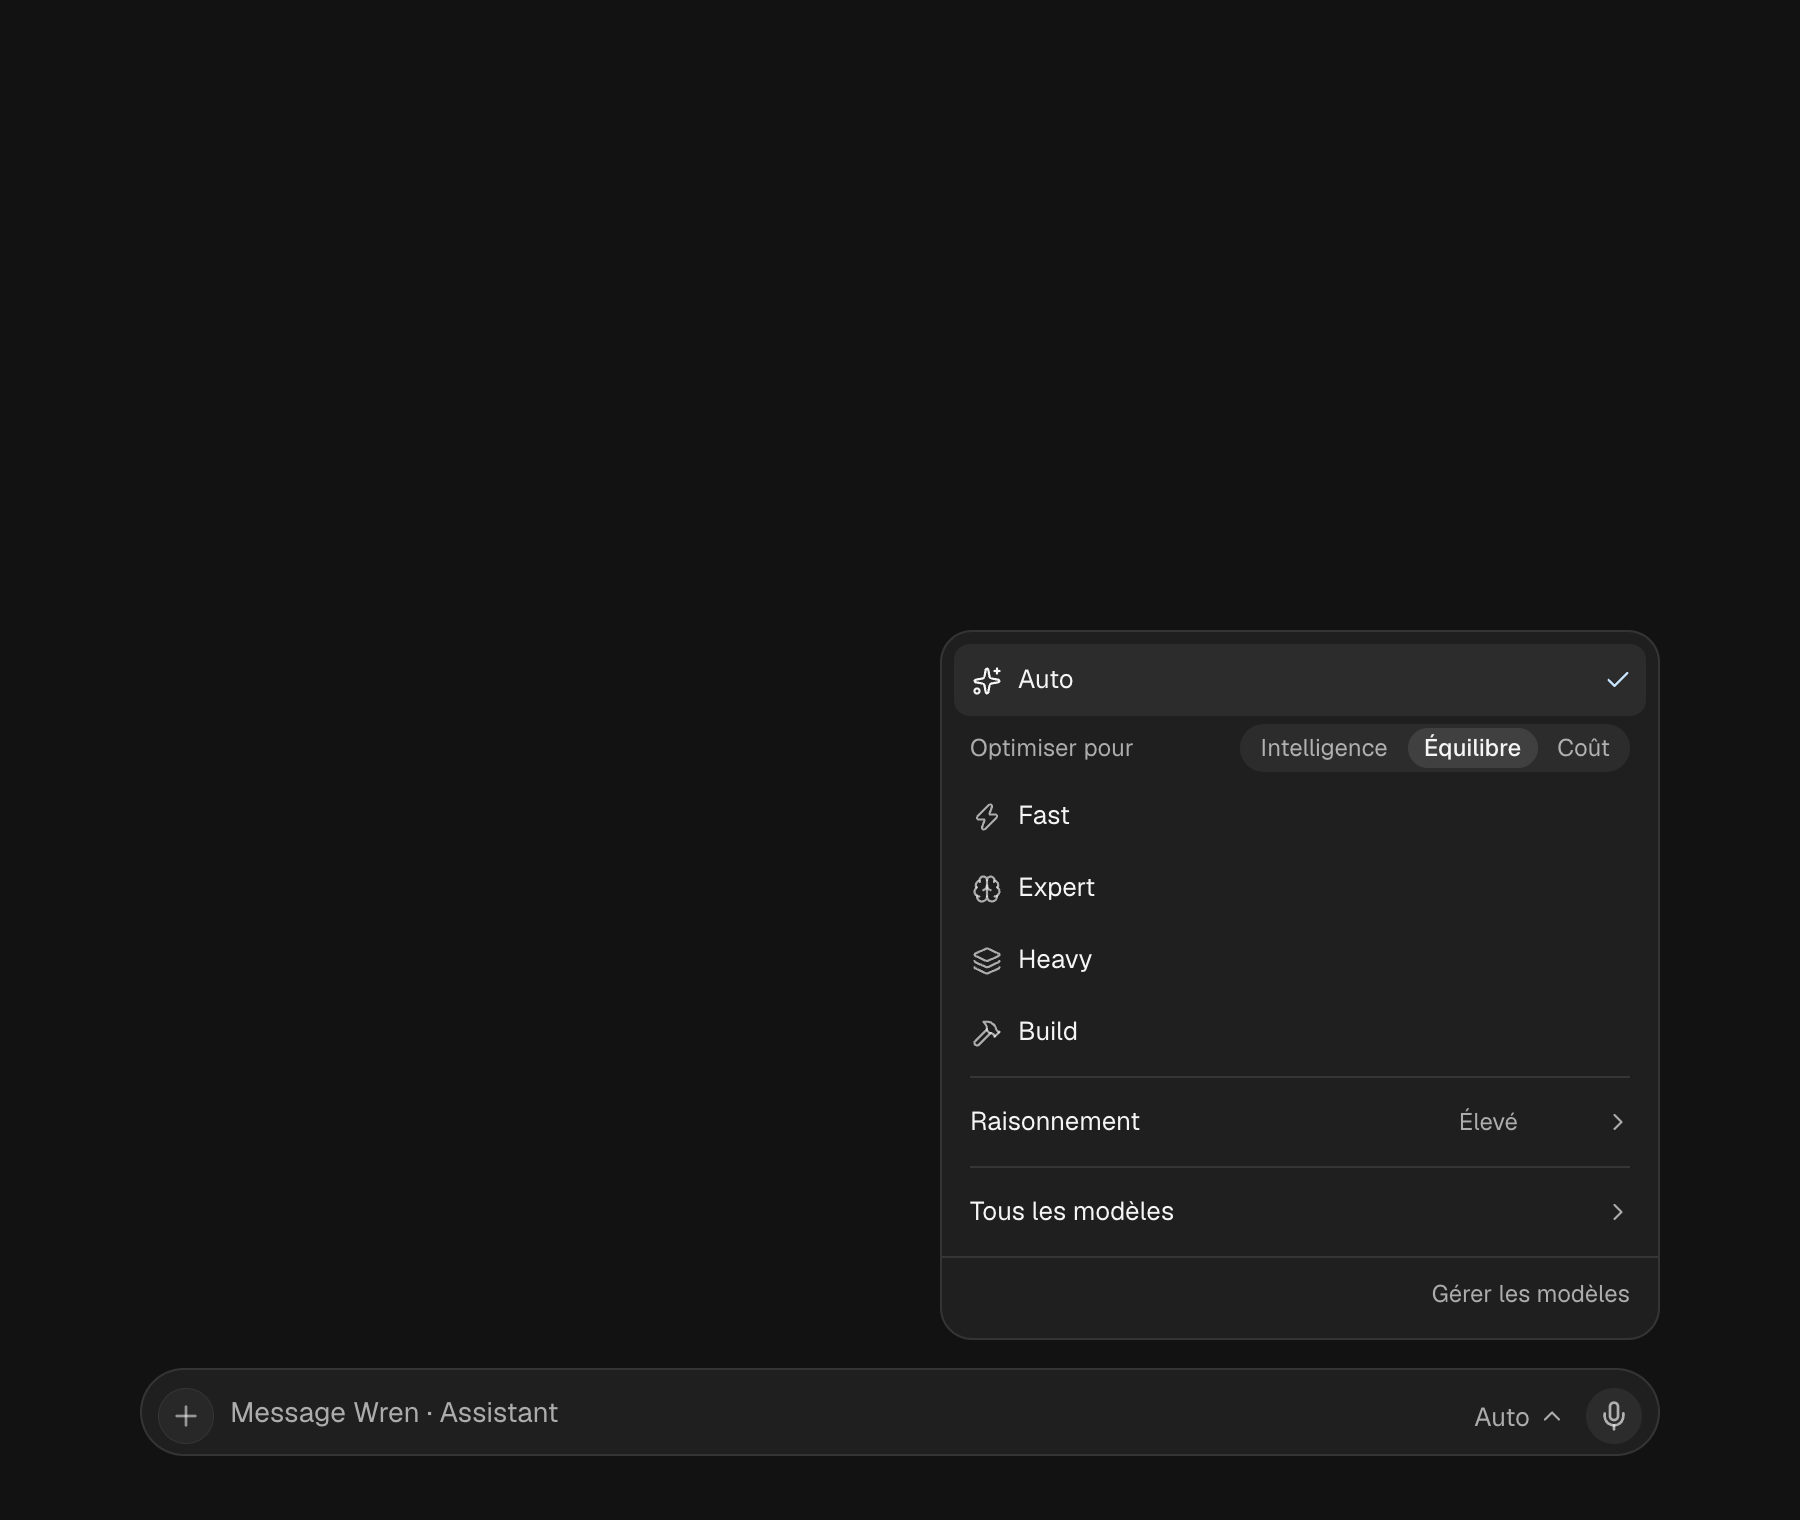 Auto
Optimiser pour Intelligence Équilibre Coût
Fast
Expert
Heavy
Build
Raisonnement Élevé
Tous les modèles
Gérer les modèles
Message Wren · Assistant Auto